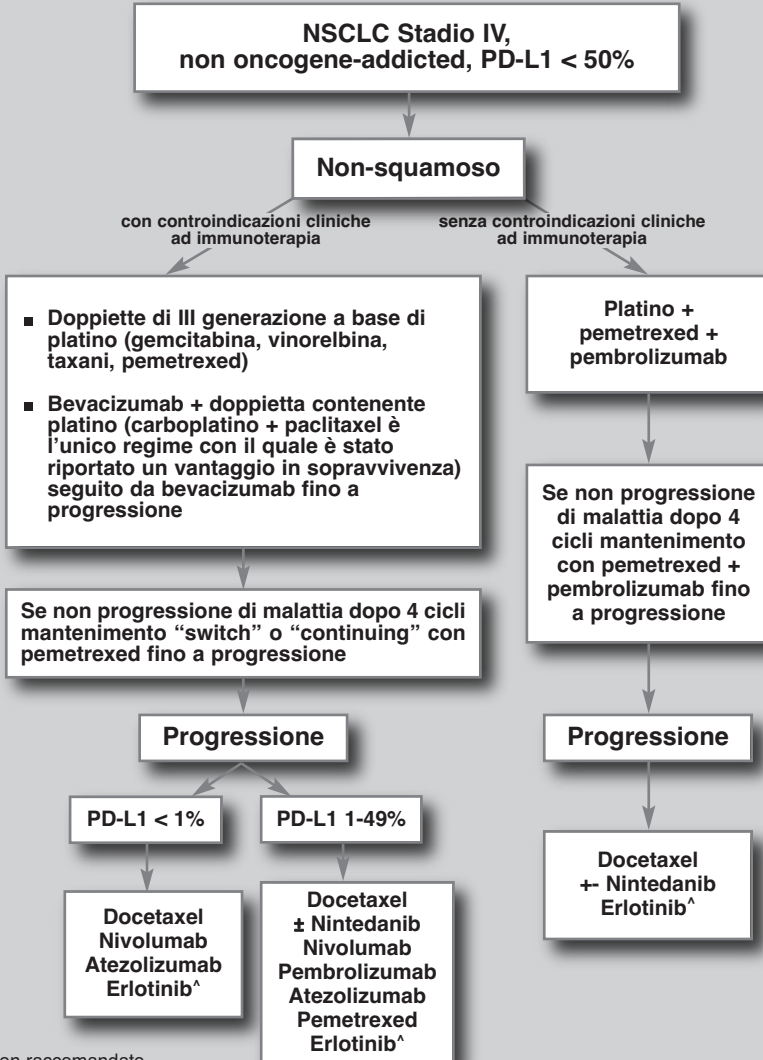 NSCLC Stadio IV,
non oncogene-addicted, PD-L1 < 50%
Non-squamoso
con controindicazioni cliniche
ad immunoterapia
senza controindicazioni cliniche
ad immunoterapia
■ Doppiette di III generazione a base di
platino (gemcitabina, vinorelbina,
taxani, pemetrexed)
■ Bevacizumab + doppietta contenente
platino (carboplatino + paclitaxel è
l'unico regime con il quale è stato
riportato un vantaggio in sopravvivenza)
seguito da bevacizumab fino a
progressione
Platino +
pemetrexed +
pembrolizumab
Se non progressione di malattia dopo 4 cicli
mantenimento “switch” o “continuing” con
pemetrexed fino a progressione
Se non progressione
di malattia dopo 4
cicli mantenimento
con pemetrexed +
pembrolizumab fino
a progressione
Progressione
Progressione
PD-L1 < 1%
PD-L1 1-49%
Docetaxel
Nivolumab
Atezolizumab
Erlotinib^
Docetaxel
± Nintedanib
Nivolumab
Pembrolizumab
Atezolizumab
Pemetrexed
Erlotinib^
Docetaxel
+- Nintedanib
Erlotinib^
raccomandato